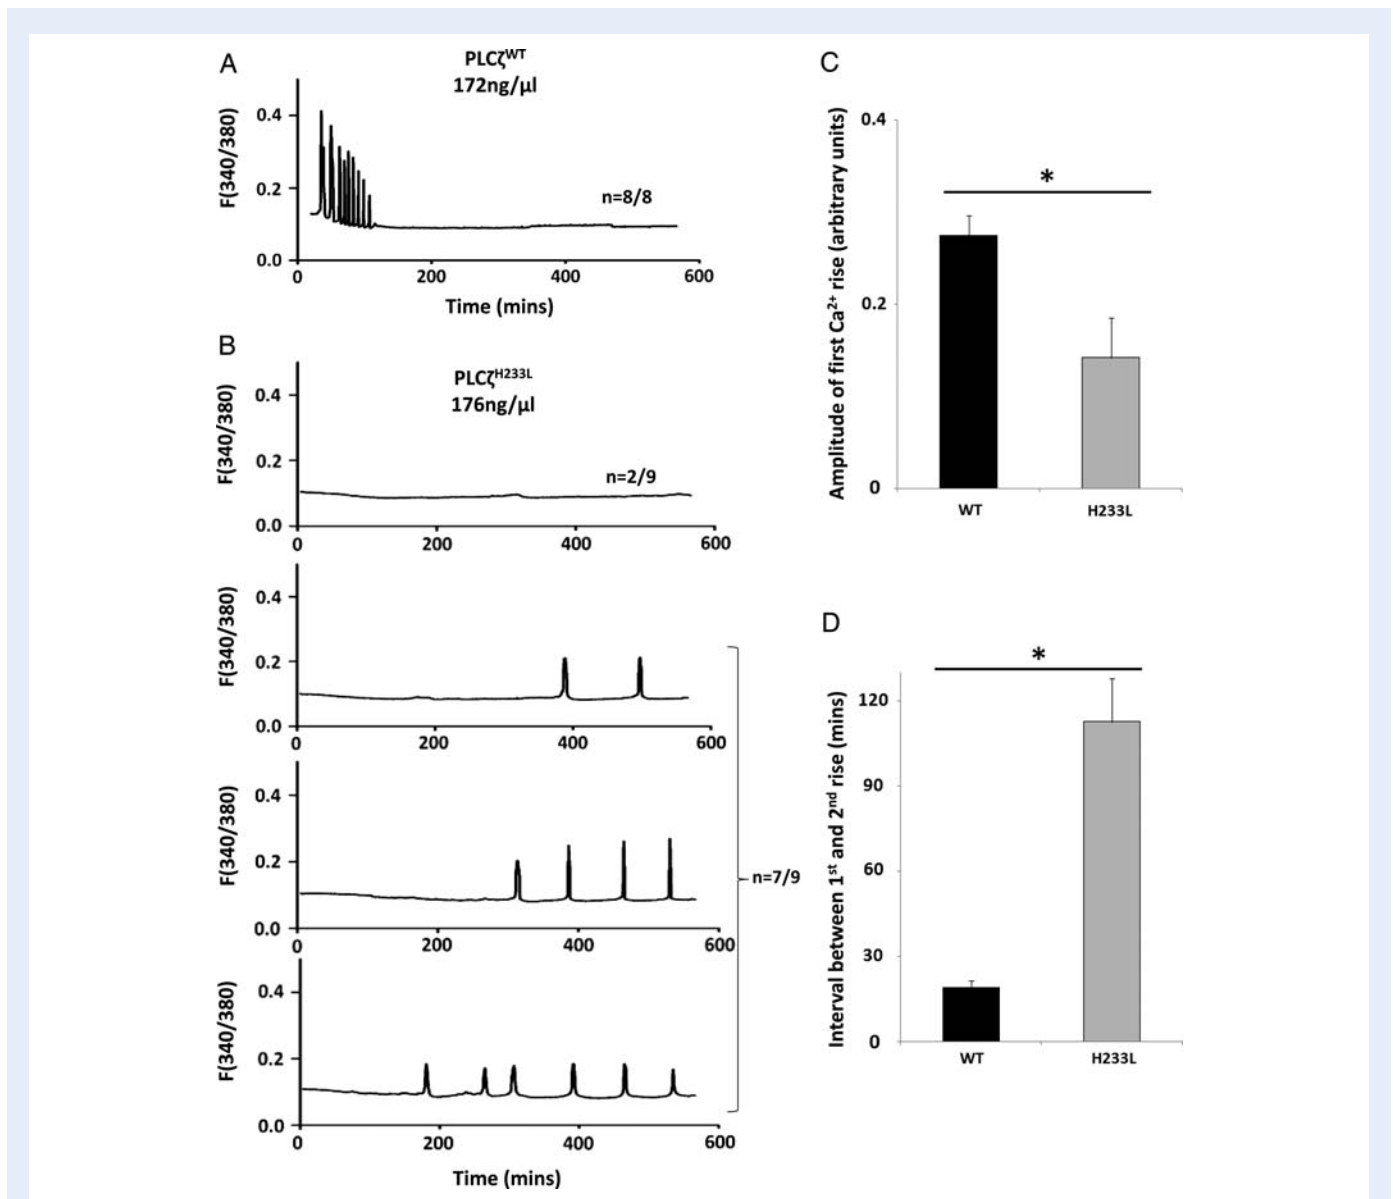 A
PLCζWT
172ng/µl
F(340/380)
0.4
0.2
0.0
n=8/8
0 200 400 600
Time (mins)
B
PLCζH233L
176ng/µl
F(340/380)
0.4
0.2
0.0
n=2/9
0 200 400 600
F(340/380)
0.4
0.2
0.0
0 200 400 600
F(340/380)
0.4
0.2
0.0
0 200 400 600
n=7/9
F(340/380)
0.4
0.2
0.0
0 200 400 600
Time (mins)
C
Amplitude of first Ca2+ rise (arbitrary units)
0.4
0.2
0
*
WT H233L
D
Interval between 1st and 2nd rise (mins)
120
90
60
30
0
*
WT H233L